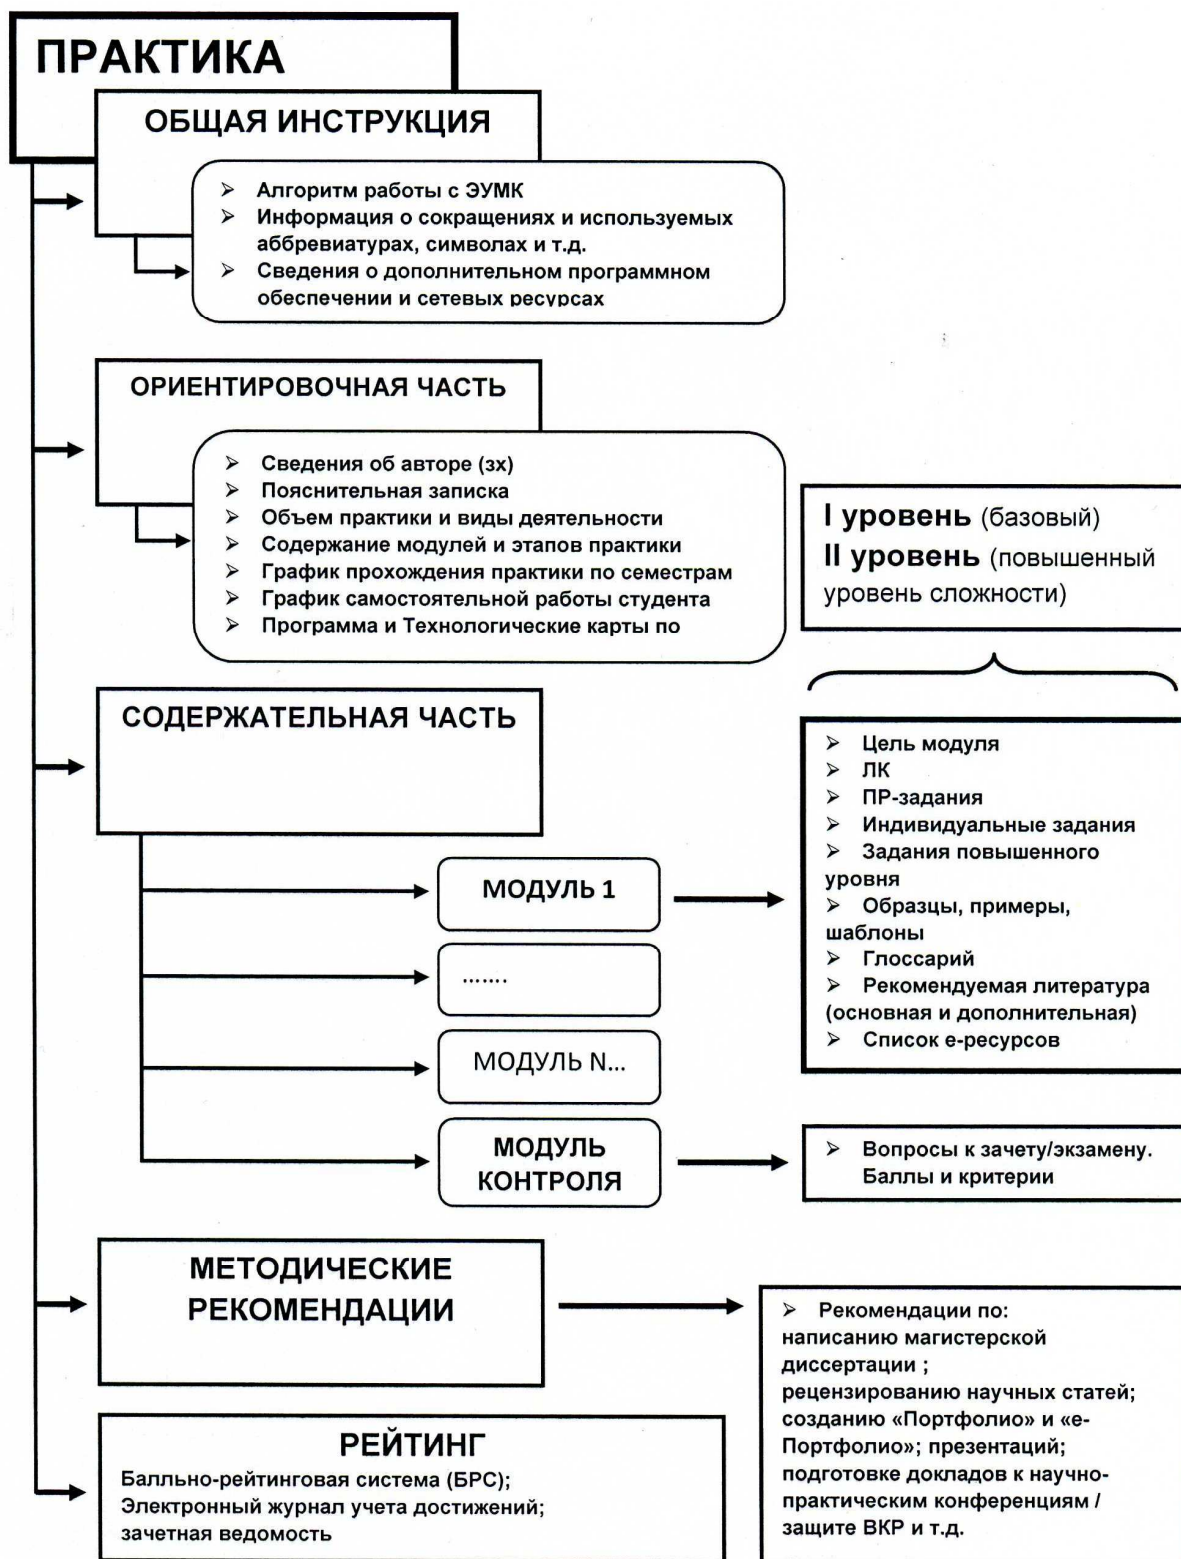 ПРАКТИКА
ОБЩАЯ ИНСТРУКЦИЯ
➢ Алгоритм работы с ЭУМК
➢ Информация о сокращениях и используемых
аббревиатурах, символах и т.д.
➢ Сведения о дополнительном программном
обеспечении и сетевых ресурсах
ОРИЕНТИРОВОЧНАЯ ЧАСТЬ
➢ Сведения об авторе (зх)
➢ Пояснительная записка
➢ Объем практики и виды деятельности
➢ Содержание модулей и этапов практики
➢ График прохождения практики по семестрам
➢ График самостоятельной работы студента
➢ Программа и Технологические карты по
I уровень (базовый)
II уровень (повышенный
уровень сложности)
СОДЕРЖАТЕЛЬНАЯ ЧАСТЬ
МОДУЛЬ 1
…….
МОДУЛЬ N…
МОДУЛЬ
КОНТРОЛЯ
➢ Цель модуля
➢ ЛК
➢ ПР-задания
➢ Индивидуальные задания
➢ Задания повышенного
уровня
➢ Образцы, примеры,
шаблоны
➢ Глоссарий
➢ Рекомендуемая литература
(основная и дополнительная)
➢ Список е-ресурсов
➢ Вопросы к зачету/экзамену.
Баллы и критерии
МЕТОДИЧЕСКИЕ
РЕКОМЕНДАЦИИ
➢ Рекомендации по:
написанию магистерской
диссертации ;
рецензированию научных статей;
созданию «Портфолио» и «е-
Портфолио»; презентаций;
подготовке докладов к научно-
практическим конференциям /
защите ВКР и т.д.
РЕЙТИНГ
Балльно-рейтинговая система (БРС);
Электронный журнал учета достижений;
зачетная ведомость